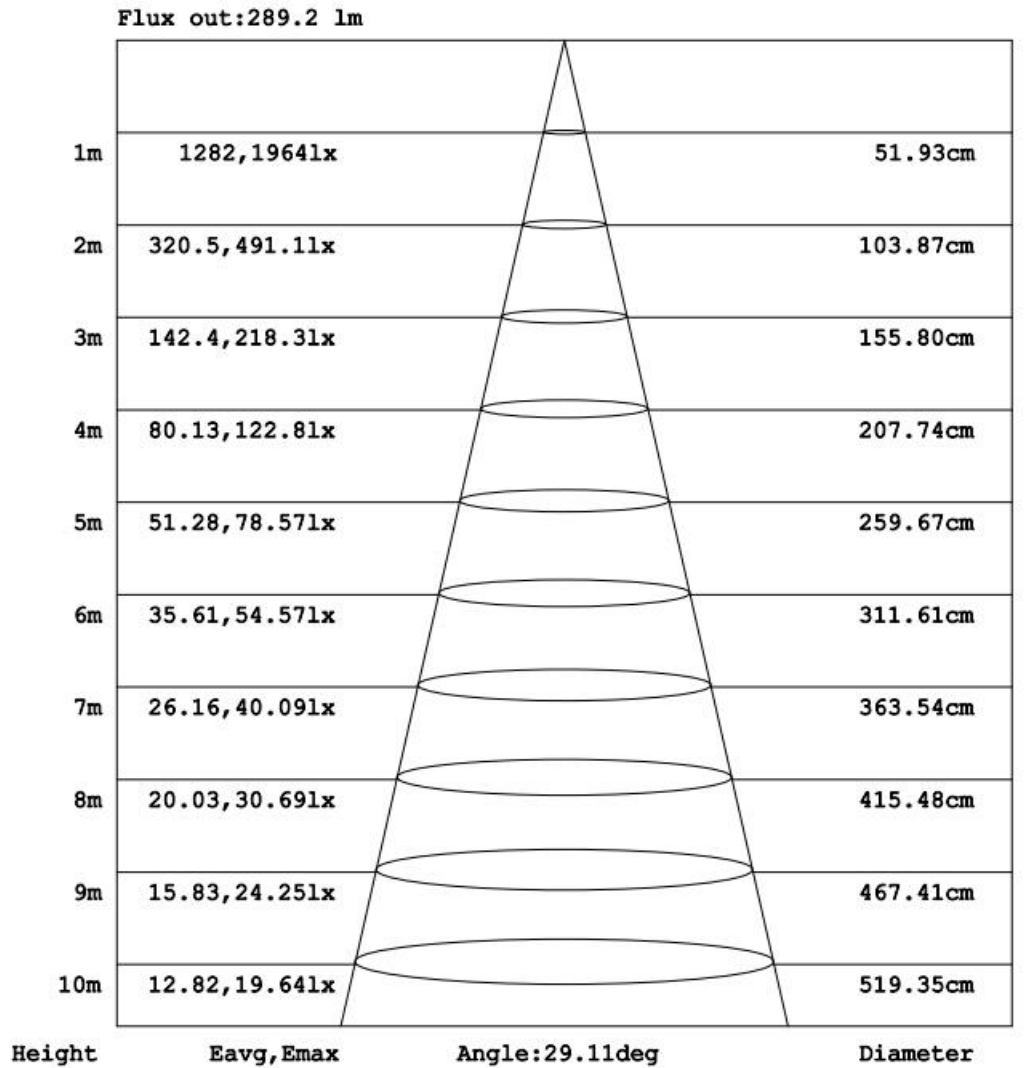 Flux out:289.2 lm
1m 1282,1964lx 51.93cm
2m 320.5,491.1lx 103.87cm
3m 142.4,218.3lx 155.80cm
4m 80.13,122.8lx 207.74cm
5m 51.28,78.57lx 259.67cm
6m 35.61,54.57lx 311.61cm
7m 26.16,40.09lx 363.54cm
8m 20.03,30.69lx 415.48cm
9m 15.83,24.25lx 467.41cm
10m 12.82,19.64lx 519.35cm
Height Eavg,Emax Angle:29.11deg Diameter